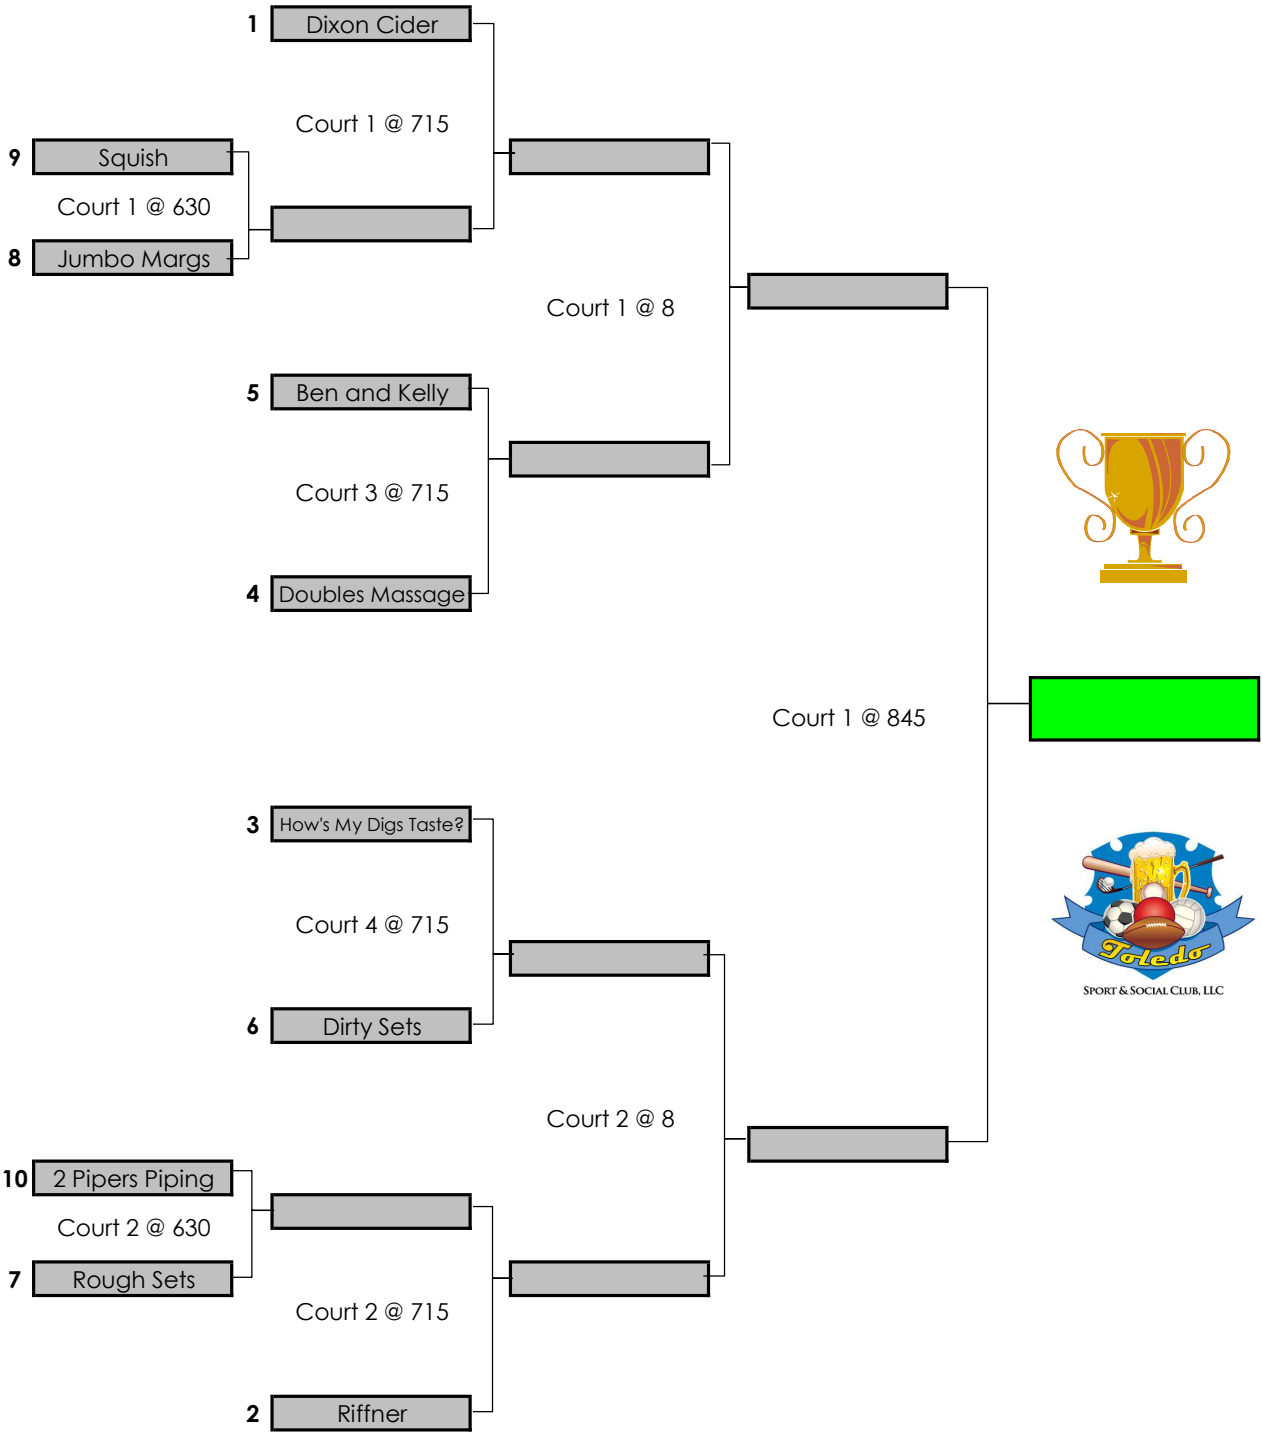 1 Dixon Cider
Court 1 @ 715
9 Squish
Court 1 @ 630
8 Jumbo Margs
Court 1 @ 8
5 Ben and Kelly
Court 3 @ 715
4 Doubles Massage
Court 1 @ 845
3 How's My Digs Taste?
Court 4 @ 715
6 Dirty Sets
Court 2 @ 8
10 2 Pipers Piping
Court 2 @ 630
7 Rough Sets
Court 2 @ 715
2 Riffner
Toledo
SPORT & SOCIAL CLUB, LLC